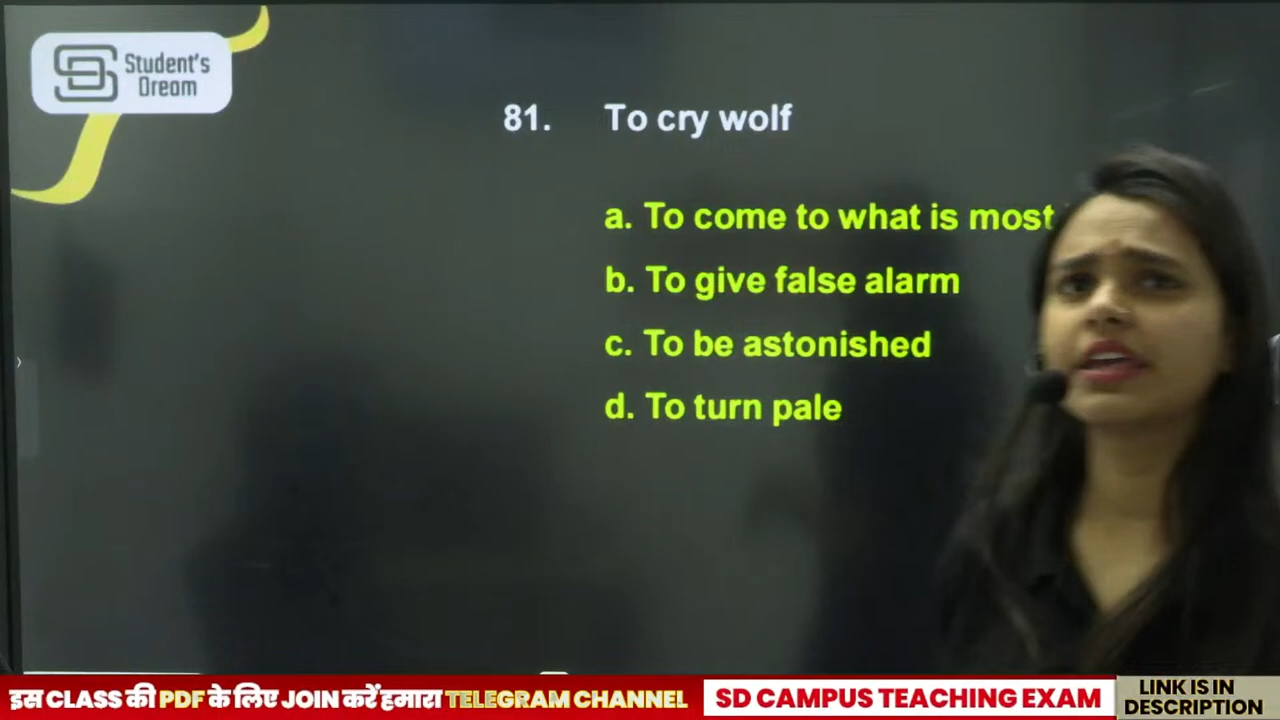 Student's
Dream
81. To cry wolf
a. To come to what is most
b. To give false alarm
c. To be astonished
d. To turn pale
इस CLASS की PDF के लिए JOIN करें हमारा TELEGRAM CHANNEL
SD CAMPUS TEACHING EXAM
LINK IS IN
DESCRIPTION